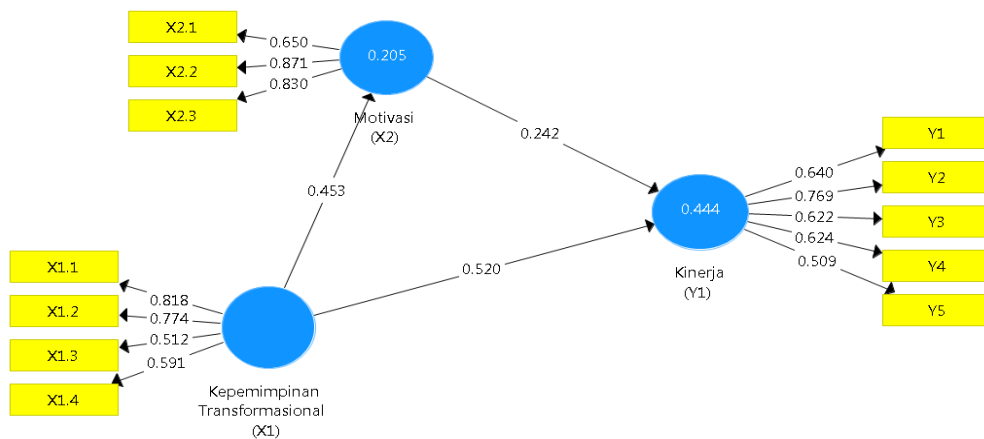 X2.1
0.650
X2.2
0.871
X2.3
0.830
0.205
Motivasi
(X2)
0.242
0.453
0.520
0.444
Kinerja
(Y1)
0.640
0.769
0.622
0.624
0.509
Y1
Y2
Y3
Y4
Y5
X1.1
X1.2
X1.3
X1.4
0.818
0.774
0.512
0.591
Kepemimpinan
Transformasional
(X1)